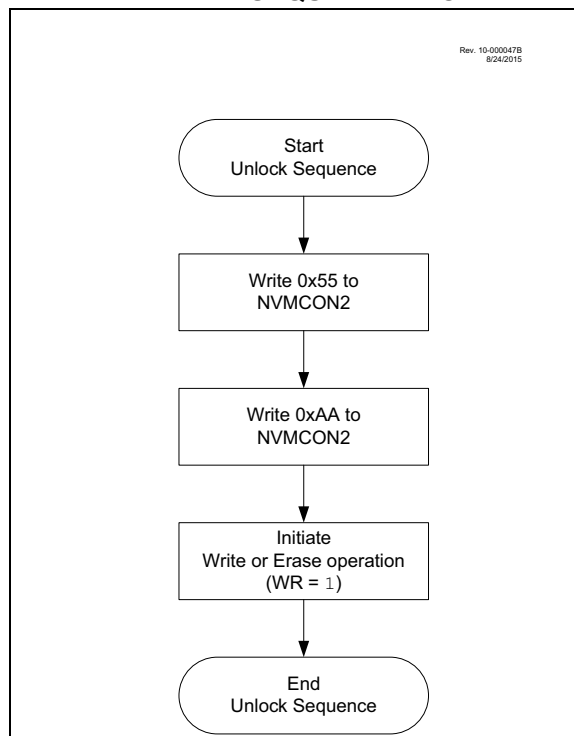 Rev. 10-000047B
8/24/2015
Start
Unlock Sequence
Write 0x55 to
NVMCON2
Write 0xAA to
NVMCON2
Initiate
Write or Erase operation
(WR = 1)
End
Unlock Sequence